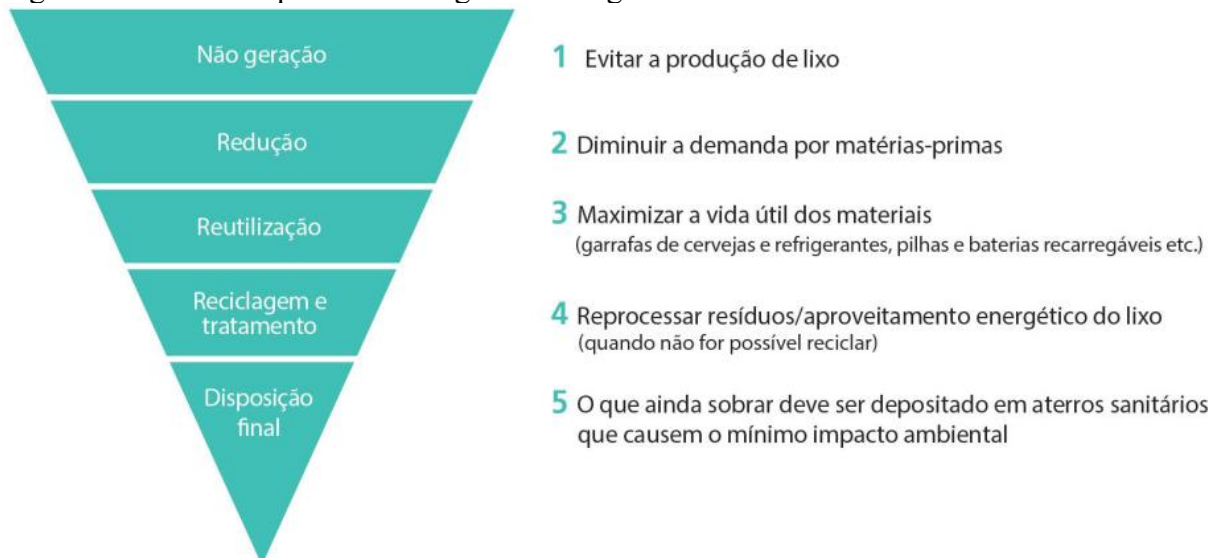 Não geração
1 Evitar a produção de lixo
Redução
2 Diminuir a demanda por matérias-primas
Reutilização
3 Maximizar a vida útil dos materiais
(garrafas de cervejas e refrigerantes, pilhas e baterias recarregáveis etc.)
Reciclagem e
tratamento
4 Reprocessar resíduos/aproveitamento energético do lixo
(quando não for possível reciclar)
Disposição
final
5 O que ainda sobrar deve ser depositado em aterros sanitários
que causem o mínimo impacto ambiental